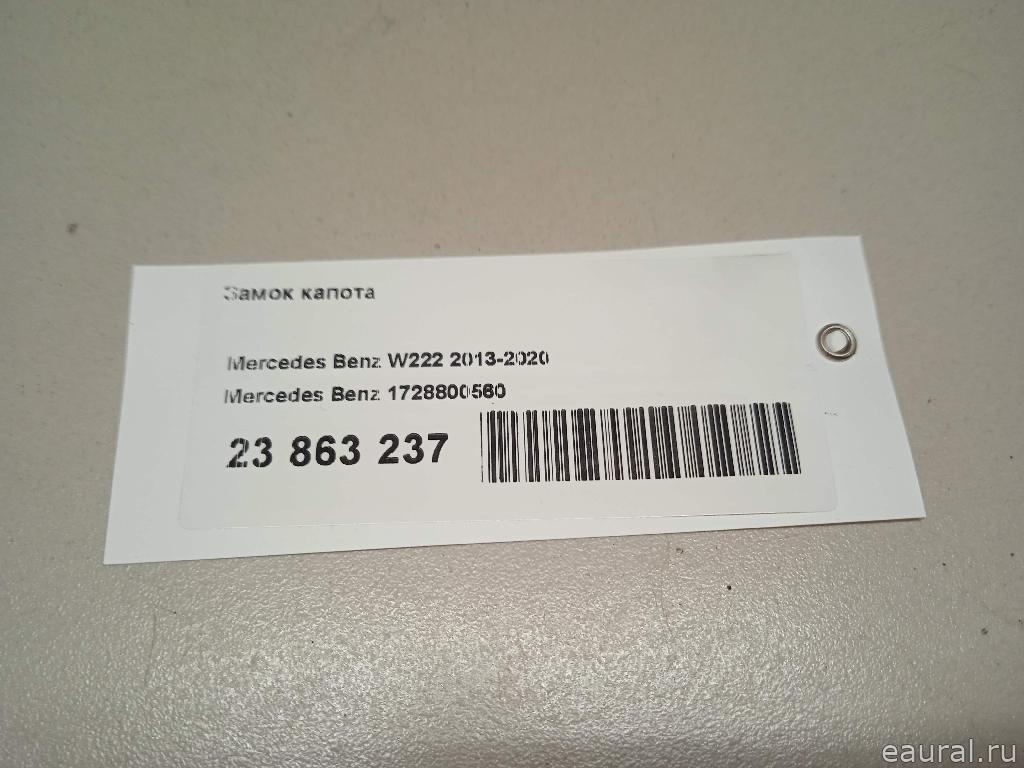 Замок капота
Mercedes Benz W222 2013-2020
Mercedes Benz 1728800560
23 863 237
eaural.ru